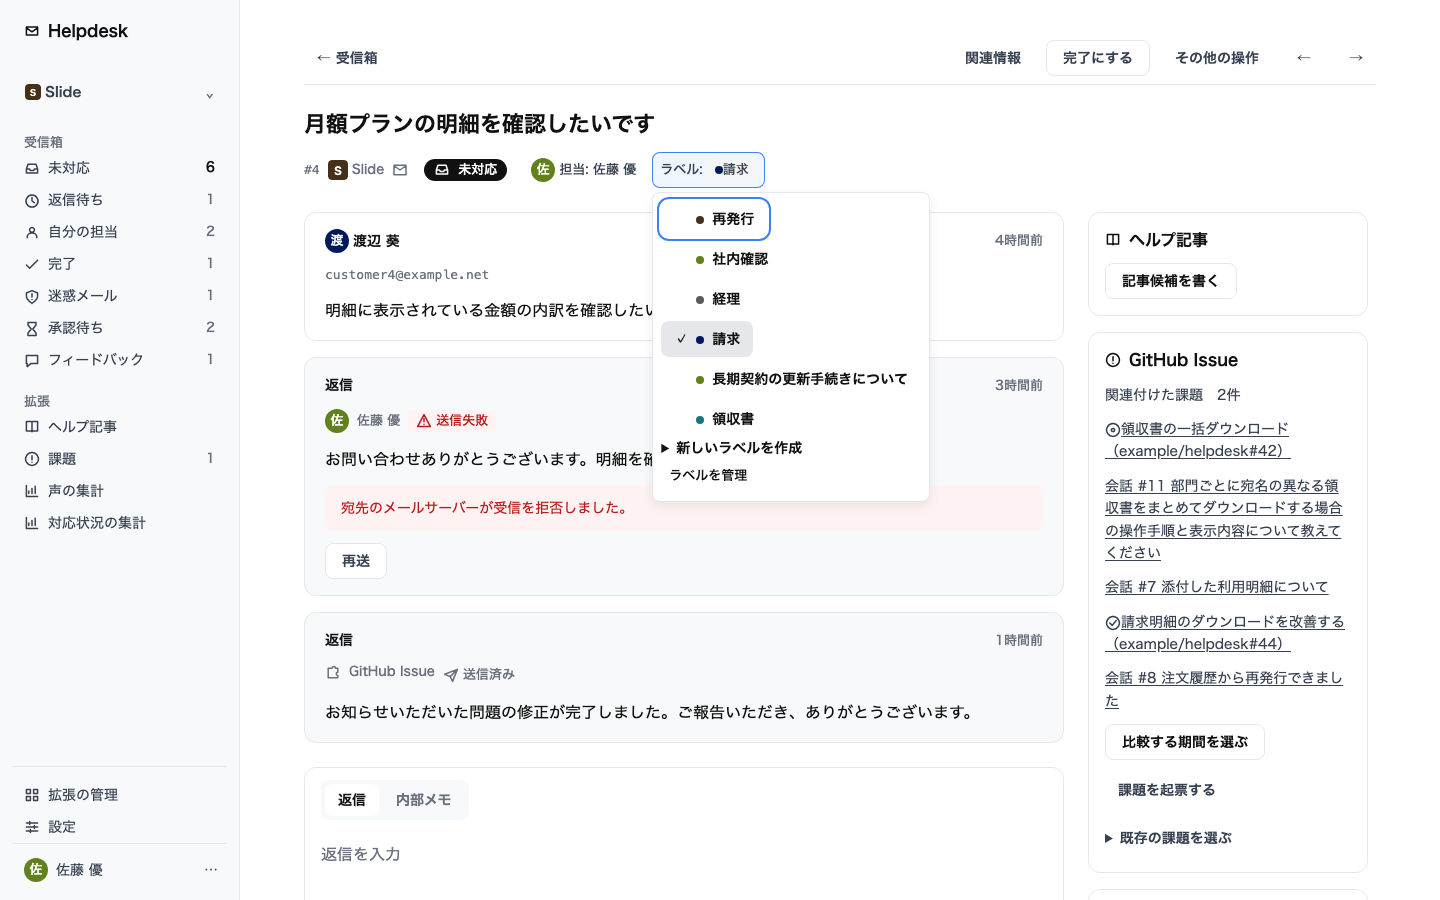 Helpdesk
S Slide
受信箱
未対応 6
返信待ち 1
自分の担当 2
完了 1
迷惑メール 1
承認待ち 2
フィードバック 1
拡張
ヘルプ記事
課題 1
声の集計
対応状況の集計
拡張の管理
設定
佐 佐藤 優 …
← 受信箱
関連情報 完了にする その他の操作 ← →
月額プランの明細を確認したいです
#4 S Slide 未対応 佐 担当: 佐藤 優 ラベル: 請求
再発行
社内確認
経理
✓ 請求
長期契約の更新手続きについて
領収書
▶ 新しいラベルを作成
ラベルを管理
渡 渡辺 葵 4時間前
customer4@example.net
明細に表示されている金額の内訳を確認したい
返信 3時間前
佐 佐藤 優 送信失敗
お問い合わせありがとうございます。明細を確
宛先のメールサーバーが受信を拒否しました。
再送
返信 1時間前
GitHub Issue 送信済み
お知らせいただいた問題の修正が完了しました。ご報告いただき、ありがとうございます。
返信 内部メモ
返信を入力
ヘルプ記事
記事候補を書く
GitHub Issue
関連付けた課題 2件
領収書の一括ダウンロード
（example/helpdesk#42）
会話 #11 部門ごとに宛名の異なる領
収書をまとめてダウンロードする場合
の操作手順と表示内容について教えて
ください
会話 #7 添付した利用明細について
請求明細のダウンロードを改善する
（example/helpdesk#44）
会話 #8 注文履歴から再発行できまし
た
比較する期間を選ぶ
課題を起票する
▶ 既存の課題を選ぶ